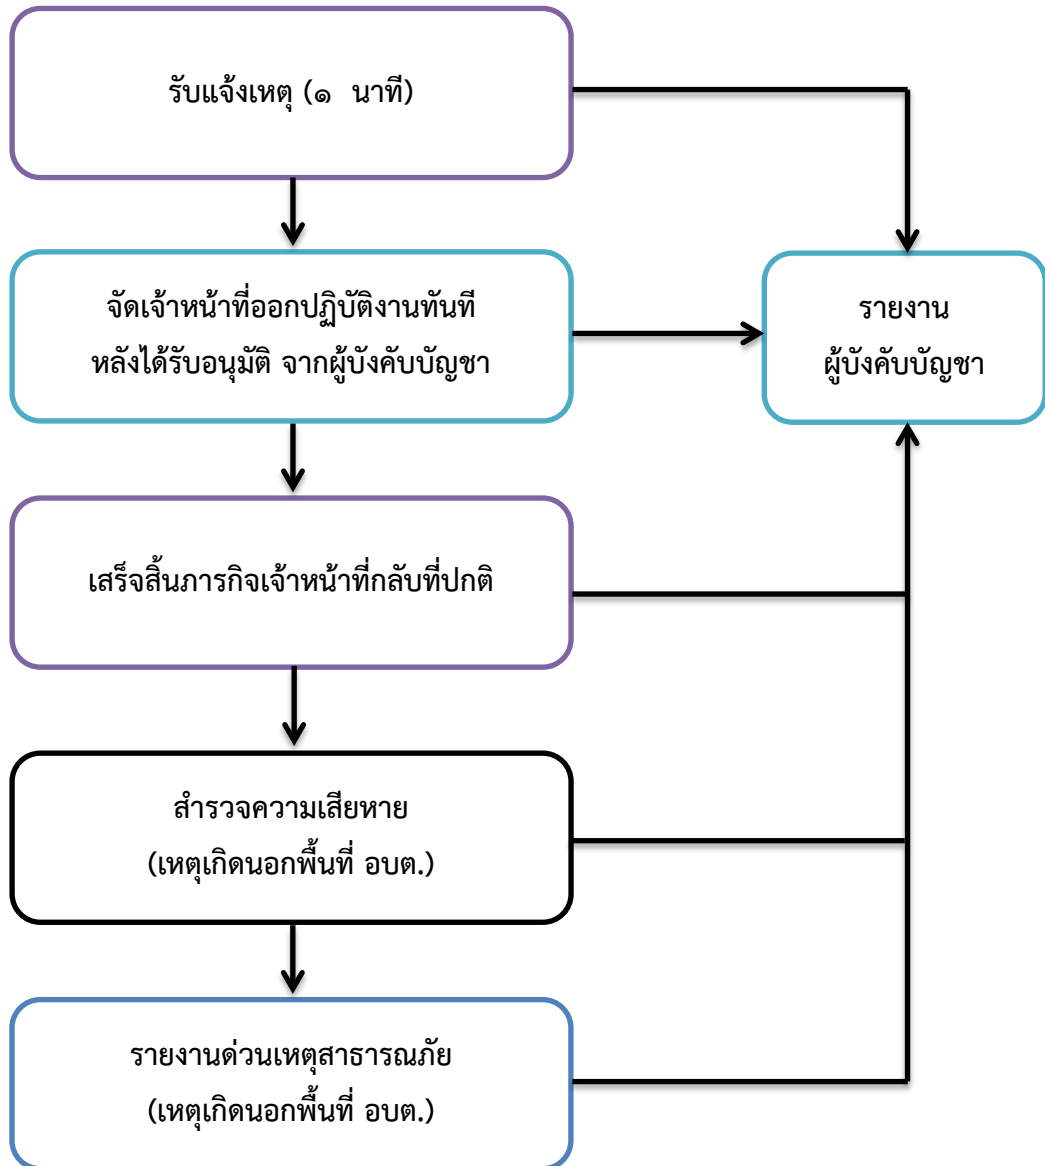 รับแจ้งเหตุ (๑ นาที)
จัดเจ้าหน้าที่ออกปฏิบัติงานทันที
หลังได้รับอนุมัติ จากผู้บังคับบัญชา
รายงาน
ผู้บังคับบัญชา
เสร็จสิ้นภารกิจเจ้าหน้าที่กลับที่ปกติ
สำรวจความเสียหาย
(เหตุเกิดนอกพื้นที่ อบต.)
รายงานด่วนเหตุสาธารณภัย
(เหตุเกิดนอกพื้นที่ อบต.)